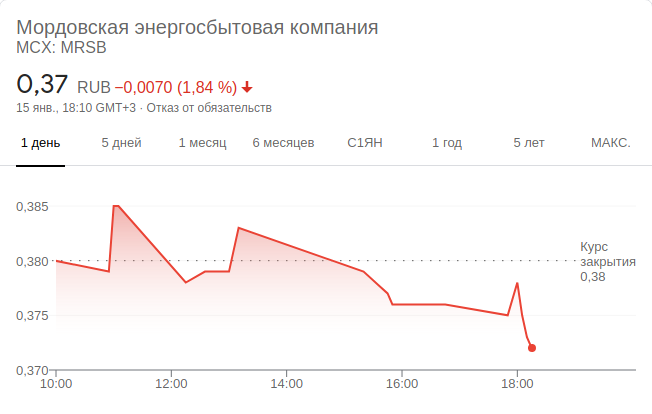 Мордовская энергосбытовая компания
MCX: MRSB
0,37 RUB −0,0070 (1,84 %)
15 янв., 18:10 GMT+3 · Отказ от обязательств
1 день 5 дней 1 месяц 6 месяцев С1ЯН 1 год 5 лет МАКС.
0,385
0,380
0,375
0,370
Курс
закрытия
0,38
10:00 12:00 14:00 16:00 18:00